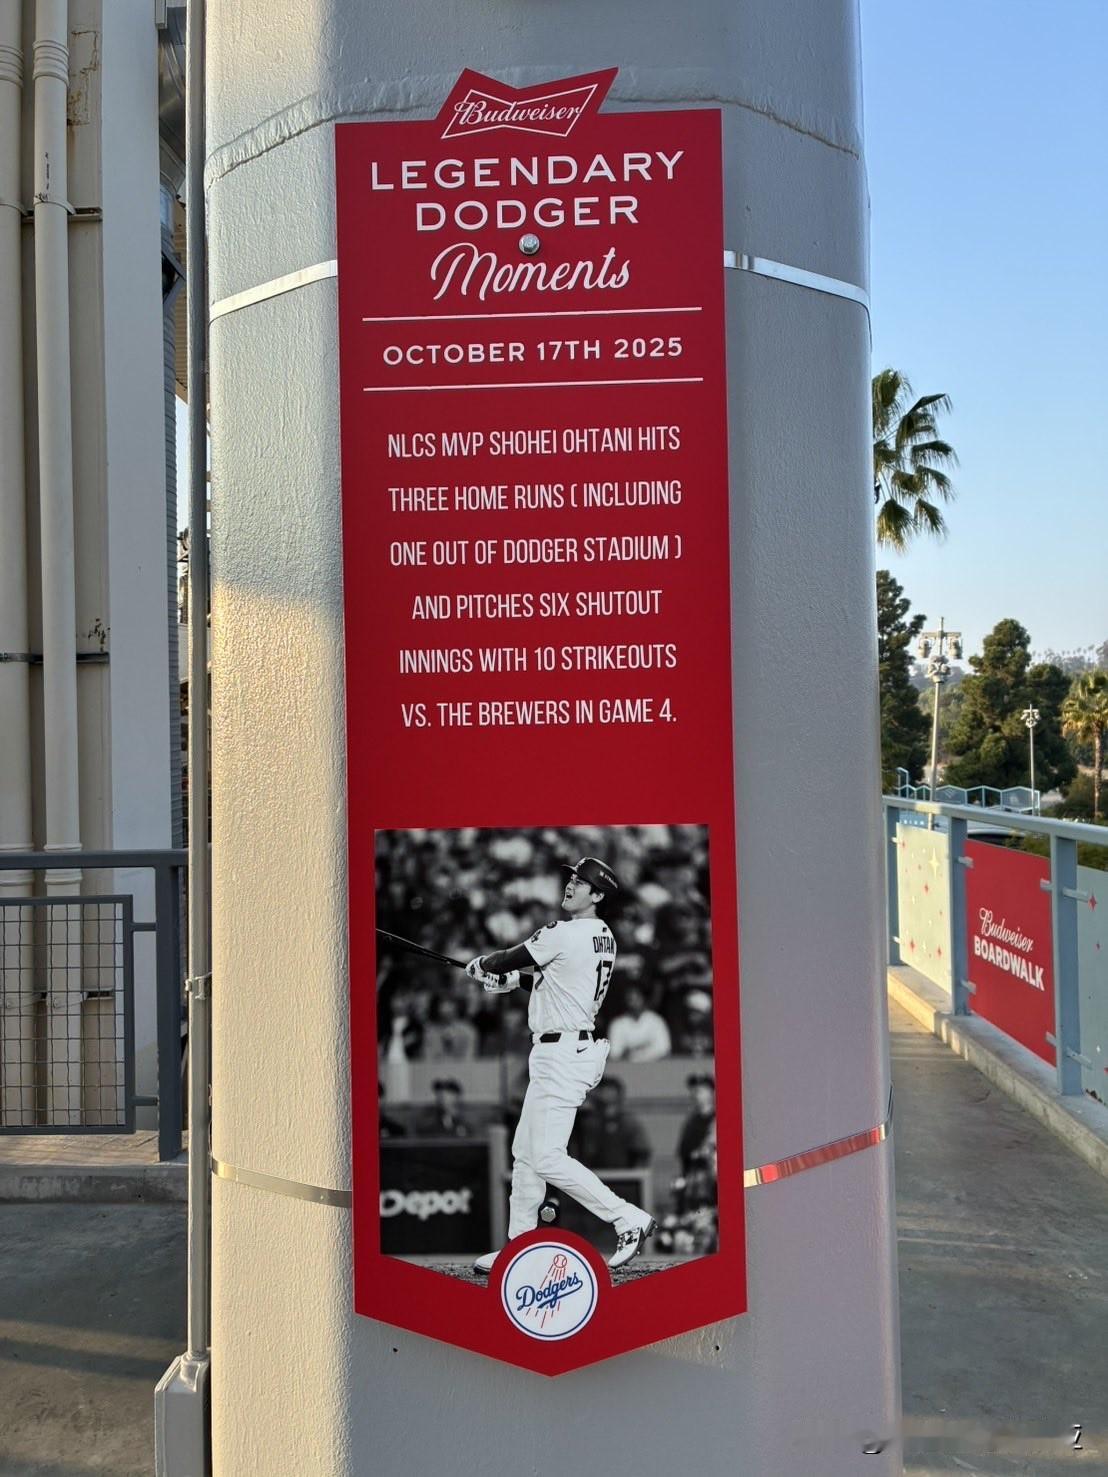 Budweiser
LEGENDARY
DODGER
Moments
OCTOBER 17TH 2025
NLCS MVP SHOHEI OHTANI HITS
THREE HOME RUNS ( INCLUDING
ONE OUT OF DODGER STADIUM )
AND PITCHES SIX SHUTOUT
INNINGS WITH 10 STRIKEOUTS
VS. THE BREWERS IN GAME 4.
OHTANI
17
Depot
Dodgers
Budweiser
BOARDWALK